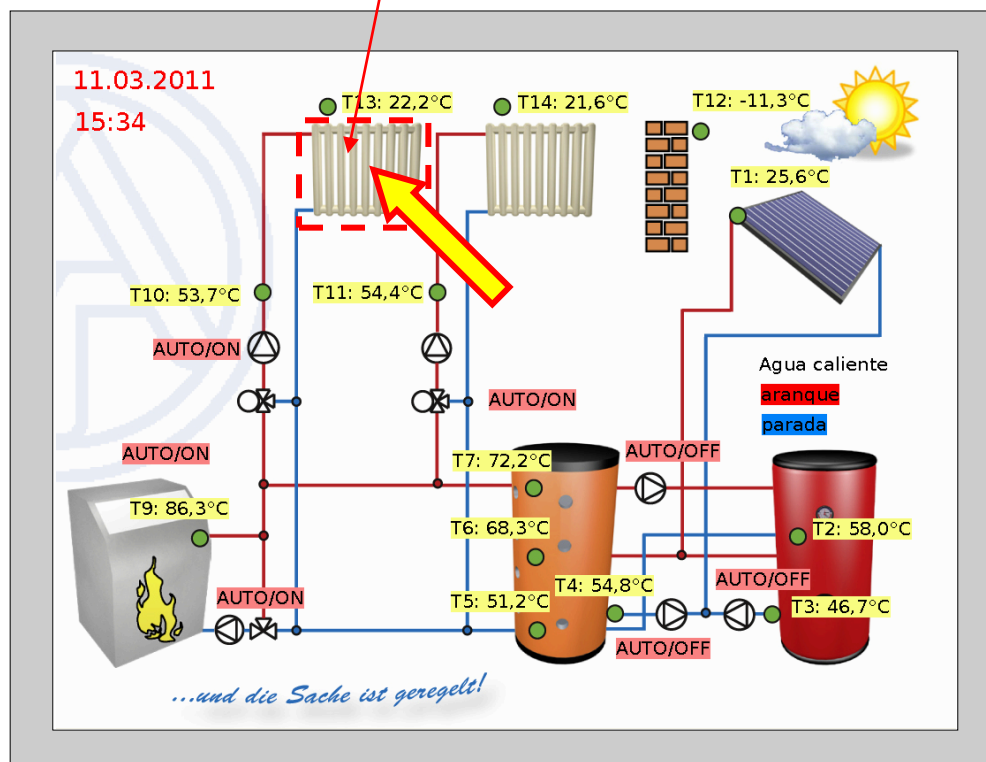 11.03.2011
15:34
T13: 22,2°C
T14: 21,6°C
T12: -11,3°C
T1: 25,6°C
T10: 53,7°C
T11: 54,4°C
AUTO/ON
Agua caliente
aranque
parada
AUTO/ON
AUTO/ON
AUTO/OFF
T7: 72,2°C
T9: 86,3°C
T6: 68,3°C
T2: 58,0°C
T4: 54,8°C
AUTO/OFF
AUTO/ON
T5: 51,2°C
T3: 46,7°C
AUTO/OFF
...und die Sache ist geregelt!